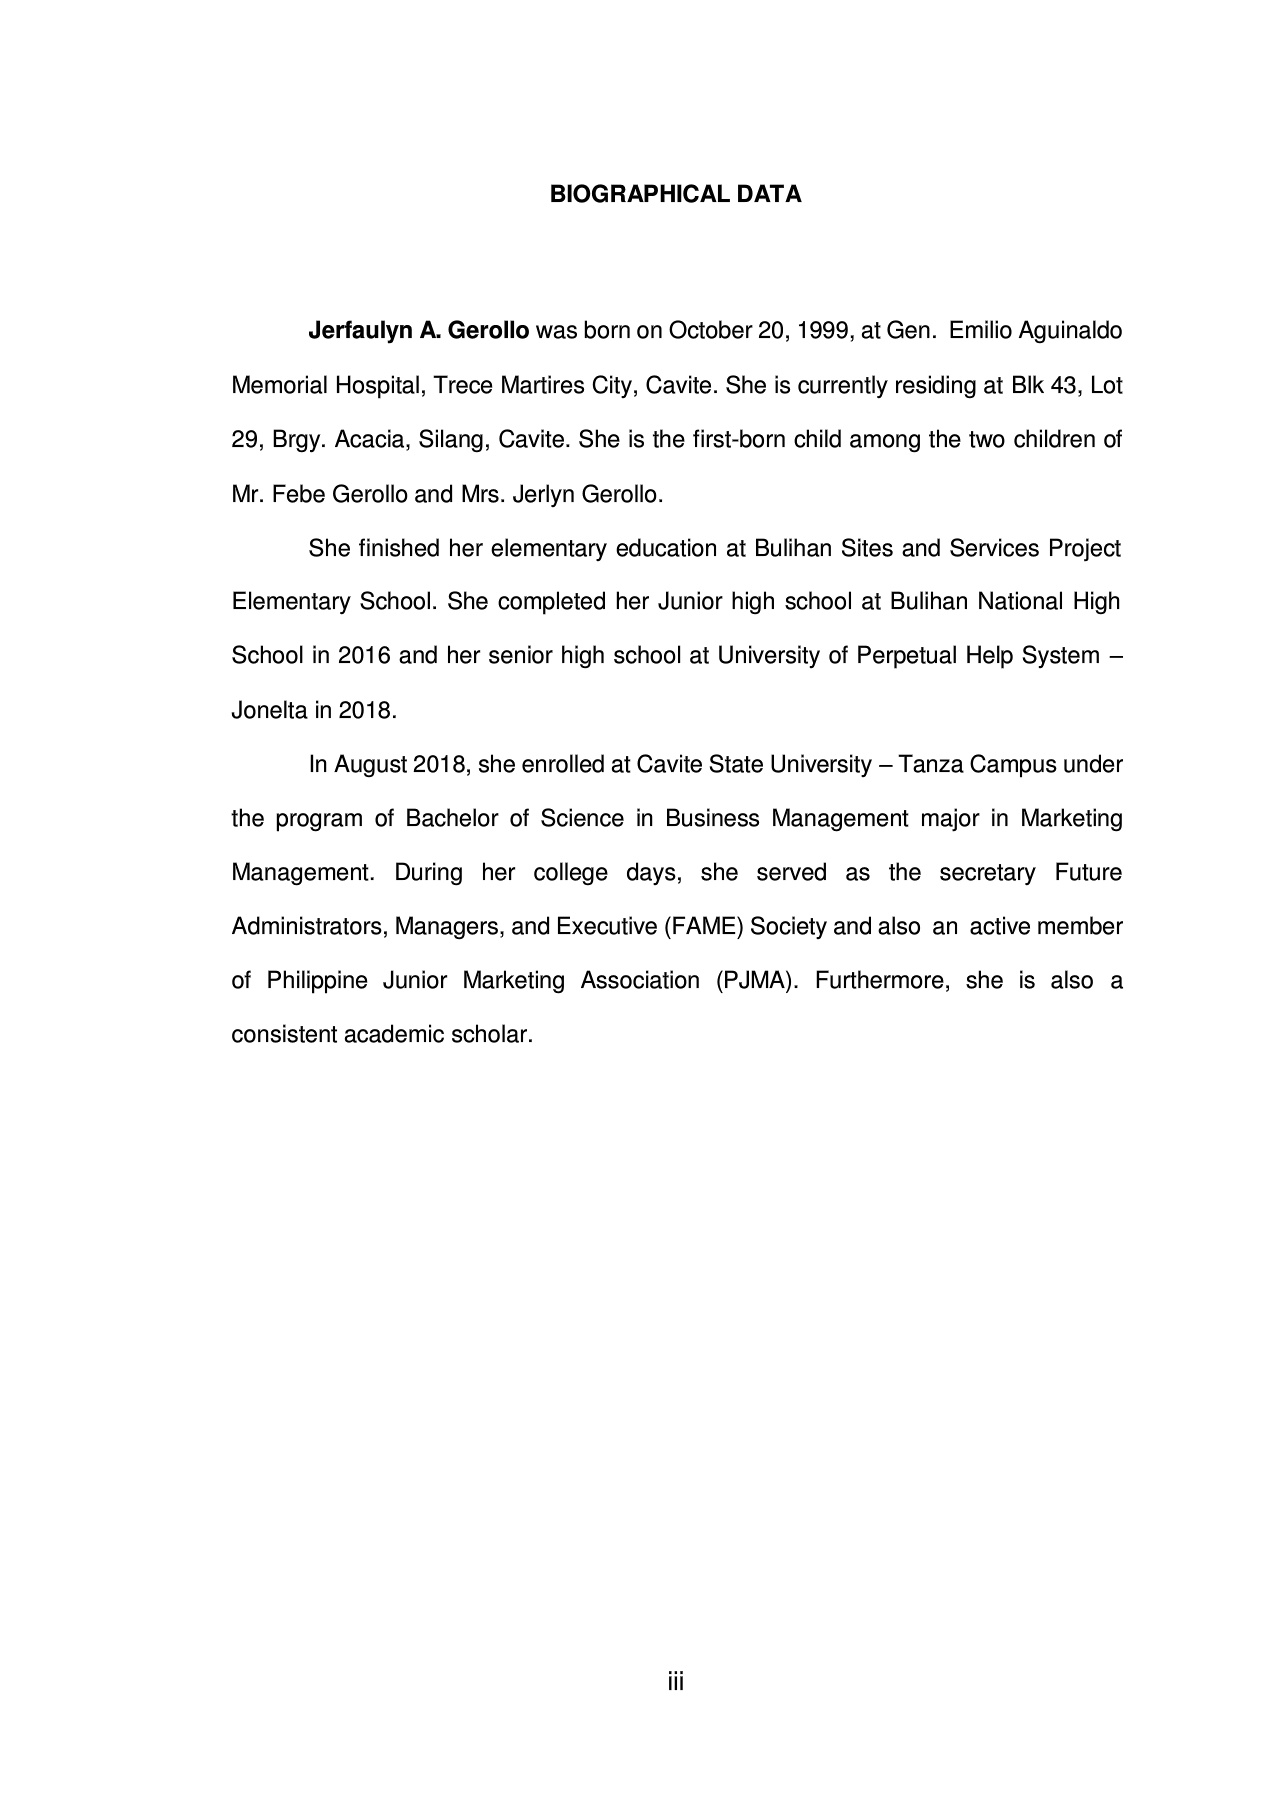 BIOGRAPHICAL DATA
Jerfaulyn A. Gerollo was born on October 20, 1999, at Gen. Emilio Aguinaldo
Memorial Hospital, Trece Martires City, Cavite. She is currently residing at Blk 43, Lot
29, Brgy. Acacia, Silang, Cavite. She is the first-born child among the two children of
Mr. Febe Gerollo and Mrs. Jerlyn Gerollo.
She finished her elementary education at Bulihan Sites and Services Project
Elementary School. She completed her Junior high school at Bulihan National High
School in 2016 and her senior high school at University of Perpetual Help System –
Jonelta in 2018.
In August 2018, she enrolled at Cavite State University – Tanza Campus under
the program of Bachelor of Science in Business Management major in Marketing
Management. During her college days, she served as the secretary Future
Administrators, Managers, and Executive (FAME) Society and also an active member
of Philippine Junior Marketing Association (PJMA). Furthermore, she is also a
consistent academic scholar.
iii